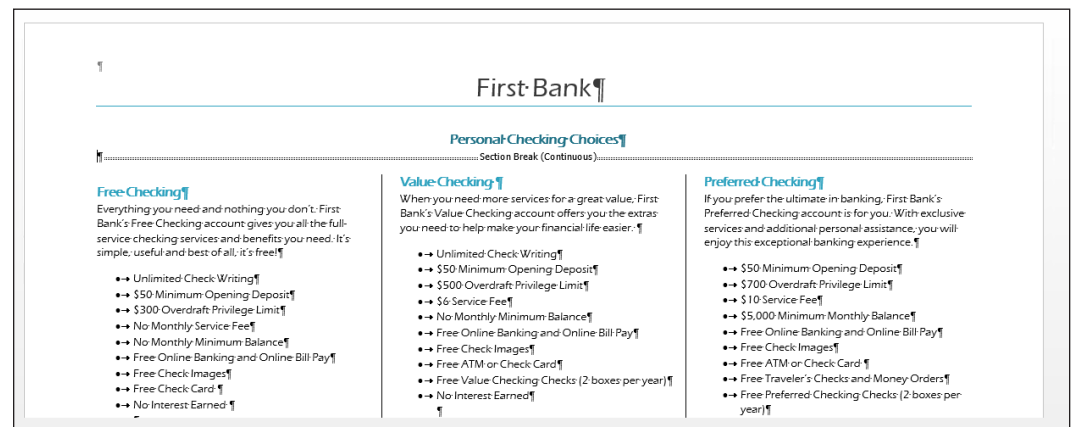 ¶
First·Bank¶
Personal·Checking·Choices¶
¶ Section Break (Continuous)
Free·Checking¶
Everything·you·need·and·nothing·you·don't.·First·
Bank's·Free·Checking·account·gives·you·all·the·full-
service·checking·services·and·benefits·you·need.·It's·
simple,·useful·and·best·of·all,·it's·free!¶
•→Unlimited·Check·Writing¶
•→$50·Minimum·Opening·Deposit¶
•→$300·Overdraft·Privilege·Limit¶
•→No·Monthly·Service·Fee¶
•→No·Monthly·Minimum·Balance¶
•→Free·Online·Banking·and·Online·Bill·Pay¶
•→Free·Check·Images¶
•→Free·Check·Card·¶
•→No·Interest·Earned·¶
Value·Checking·¶
When·you·need·more·services·for·a·great·value,·First·
Bank's·Value·Checking·account·offers·you·the·extras·
you·need·to·help·make·your·financial·life·easier.·¶
•→Unlimited·Check·Writing¶
•→$50·Minimum·Opening·Deposit¶
•→$500·Overdraft·Privilege·Limit¶
•→$6·Service·Fee¶
•→No·Monthly·Minimum·Balance¶
•→Free·Online·Banking·and·Online·Bill·Pay¶
•→Free·Check·Images¶
•→Free·ATM·or·Check·Card¶
•→Free·Value·Checking·Checks·(2·boxes·per·year)¶
•→No·Interest·Earned¶
¶
Preferred·Checking¶
If·you·prefer·the·ultimate·in·banking,·First·Bank's·
Preferred·Checking·account·is·for·you.·With·exclusive·
services·and·additional·personal·assistance,·you·will·
enjoy·this·exceptional·banking·experience.¶
•→$50·Minimum·Opening·Deposit¶
•→$700·Overdraft·Privilege·Limit¶
•→$10·Service·Fee¶
•→$5,000·Minimum·Monthly·Balance¶
•→Free·Online·Banking·and·Online·Bill·Pay¶
•→Free·Check·Images¶
•→Free·ATM·or·Check·Card·¶
•→Free·Traveler's·Checks·and·Money·Orders¶
•→Free·Preferred·Checking·Checks·(2·boxes·per·
year)¶